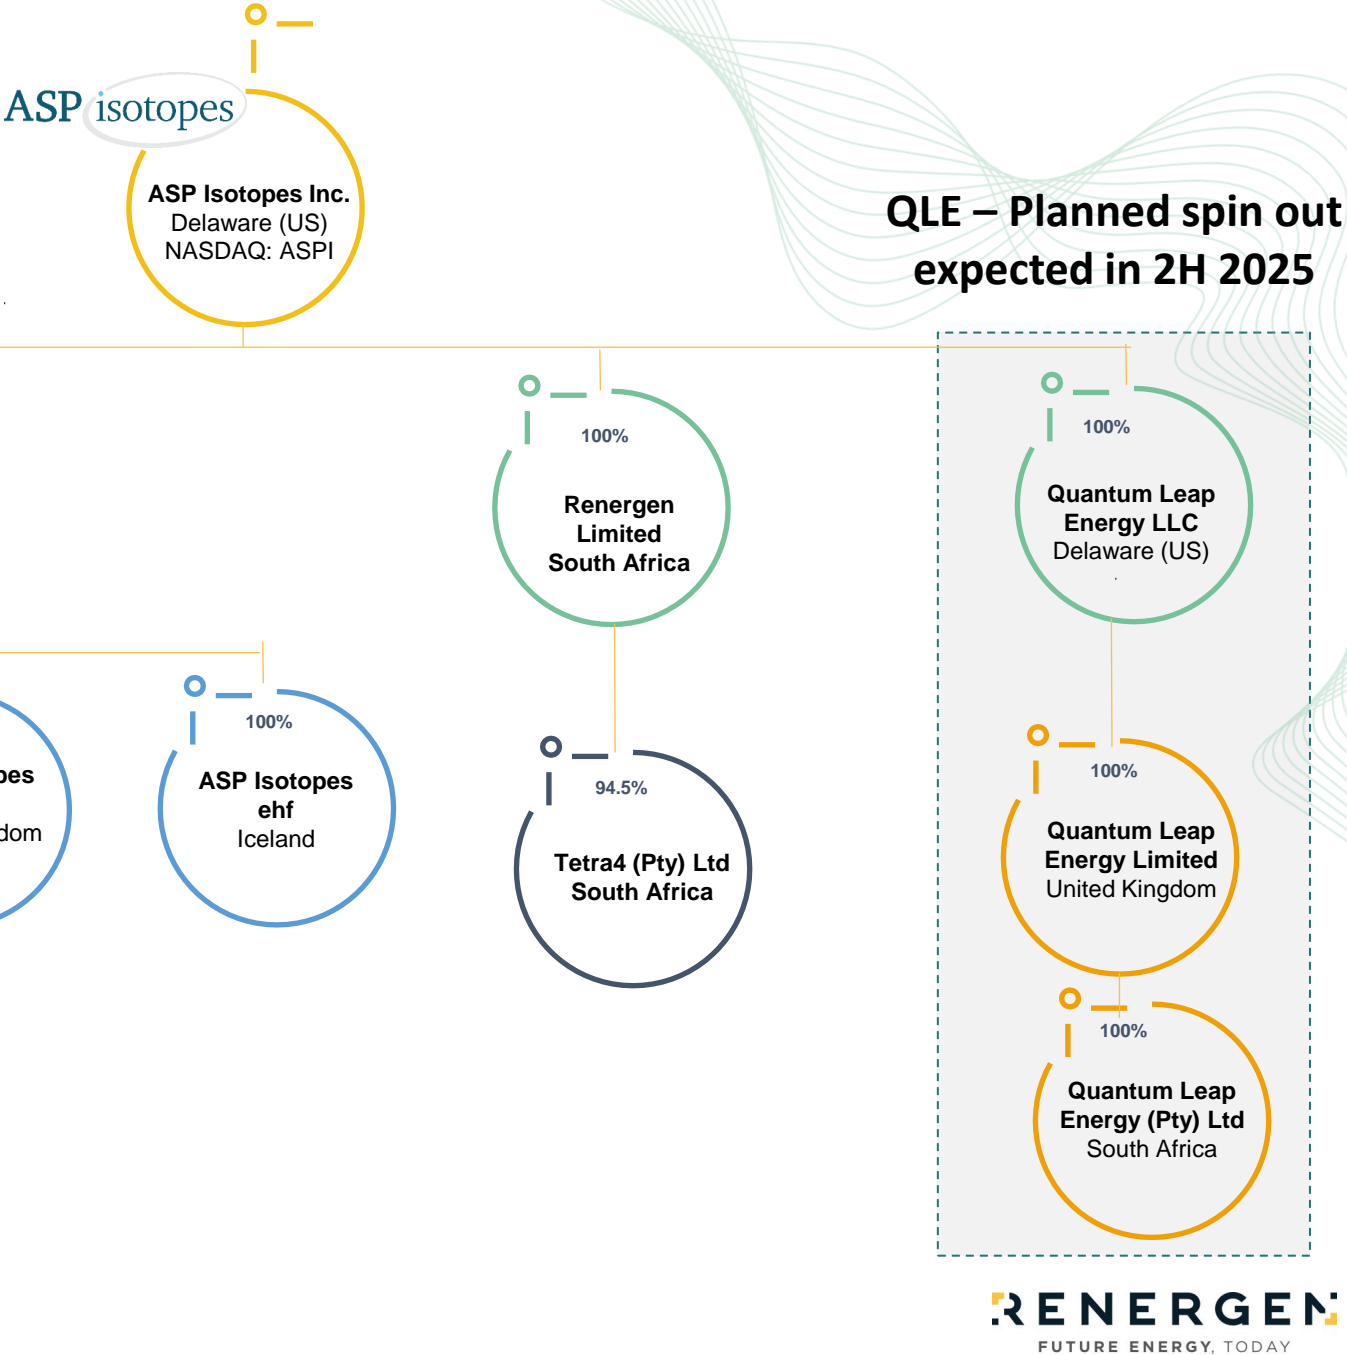 ASP isotopes
ASP Isotopes Inc.
Delaware (US)
NASDAQ: ASPI
QLE – Planned spin out
expected in 2H 2025
100%
Renergen
Limited
South Africa
100%
Quantum Leap
Energy LLC
Delaware (US)
100%
ASP Isotopes
ehf
Iceland
94.5%
Tetra4 (Pty) Ltd
South Africa
100%
Quantum Leap
Energy Limited
United Kingdom
100%
Quantum Leap
Energy (Pty) Ltd
South Africa
RENERGEN
FUTURE ENERGY, TODAY